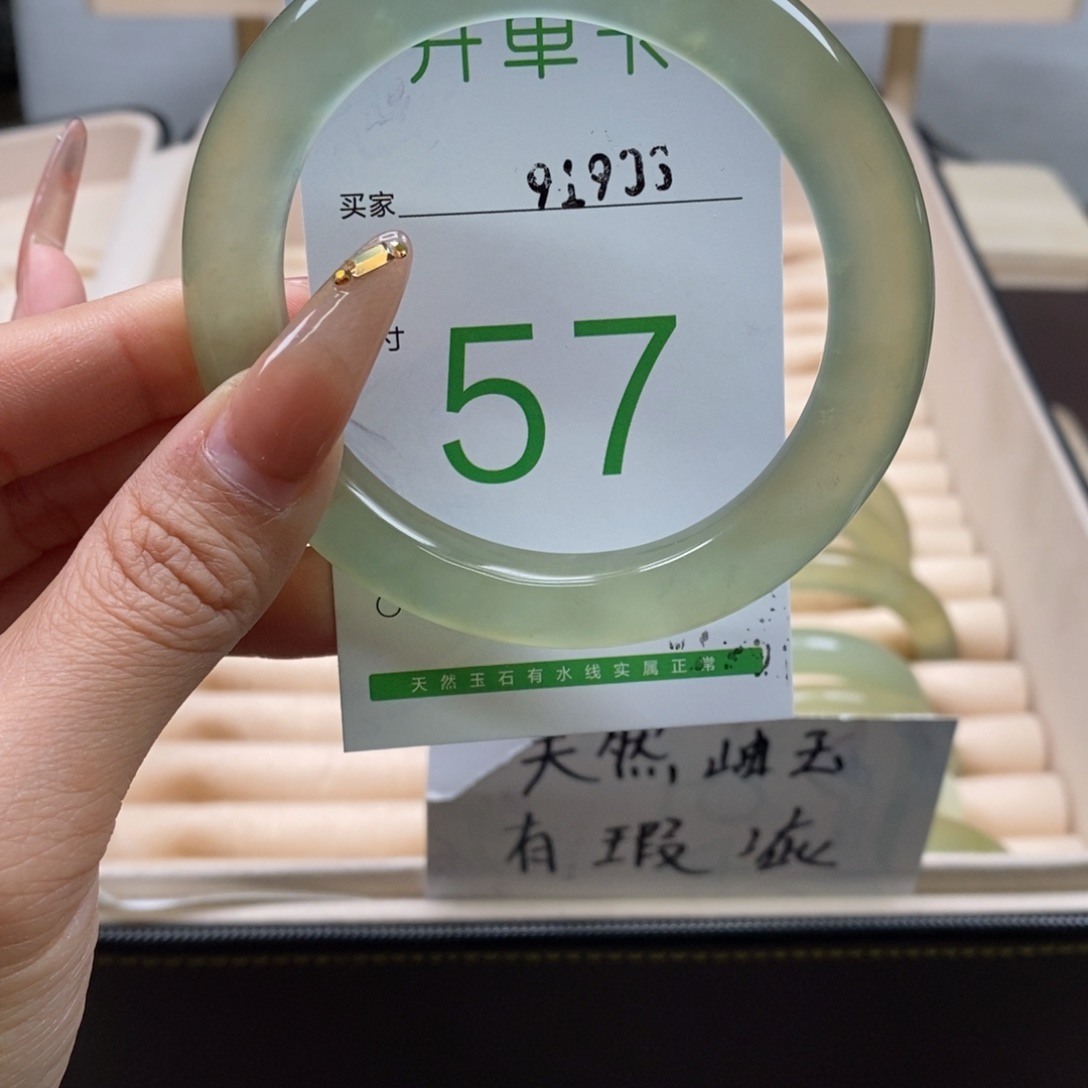 开单卡
买家 91933
寸
57
天然玉石有水线实属正常
天然岫玉
有瑕疵